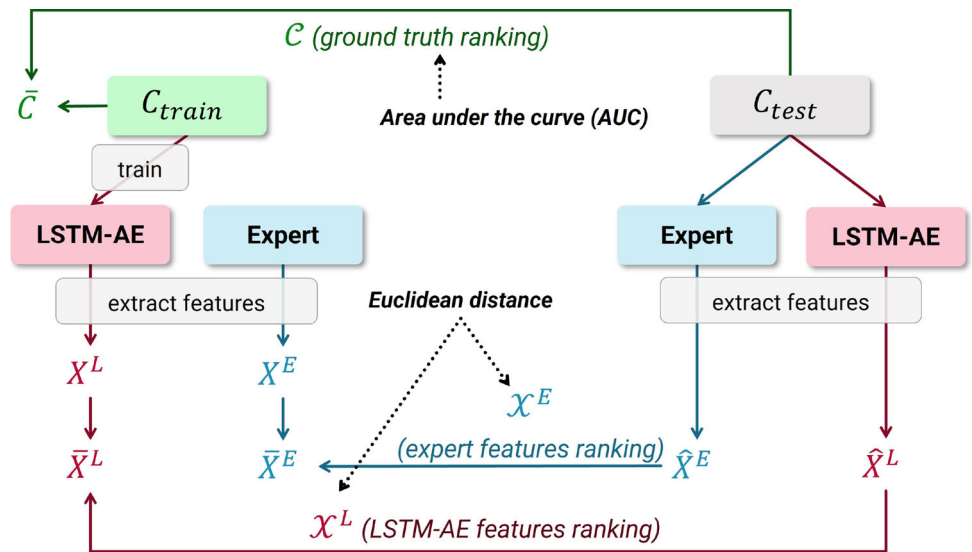 𝒞 (ground truth ranking)
C̄
C_train
Area under the curve (AUC)
C_test
train
LSTM-AE
Expert
Expert
LSTM-AE
extract features
Euclidean distance
extract features
X^L
X^E
𝒳^E
X̄^L
X̄^E
(expert features ranking)
X̂^E
X̂^L
𝒳^L (LSTM-AE features ranking)